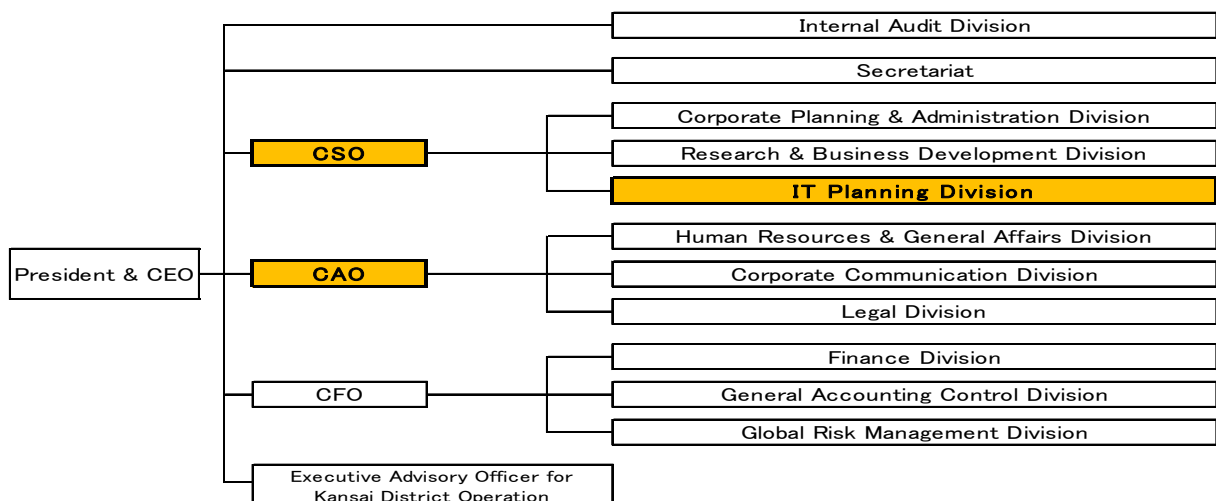 Internal Audit Division
Secretariat
Corporate Planning & Administration Division
CSO
Research & Business Development Division
IT Planning Division
Human Resources & General Affairs Division
President & CEO
CAO
Corporate Communication Division
Legal Division
Finance Division
CFO
General Accounting Control Division
Global Risk Management Division
Executive Advisory Officer for
Kansai District Operation